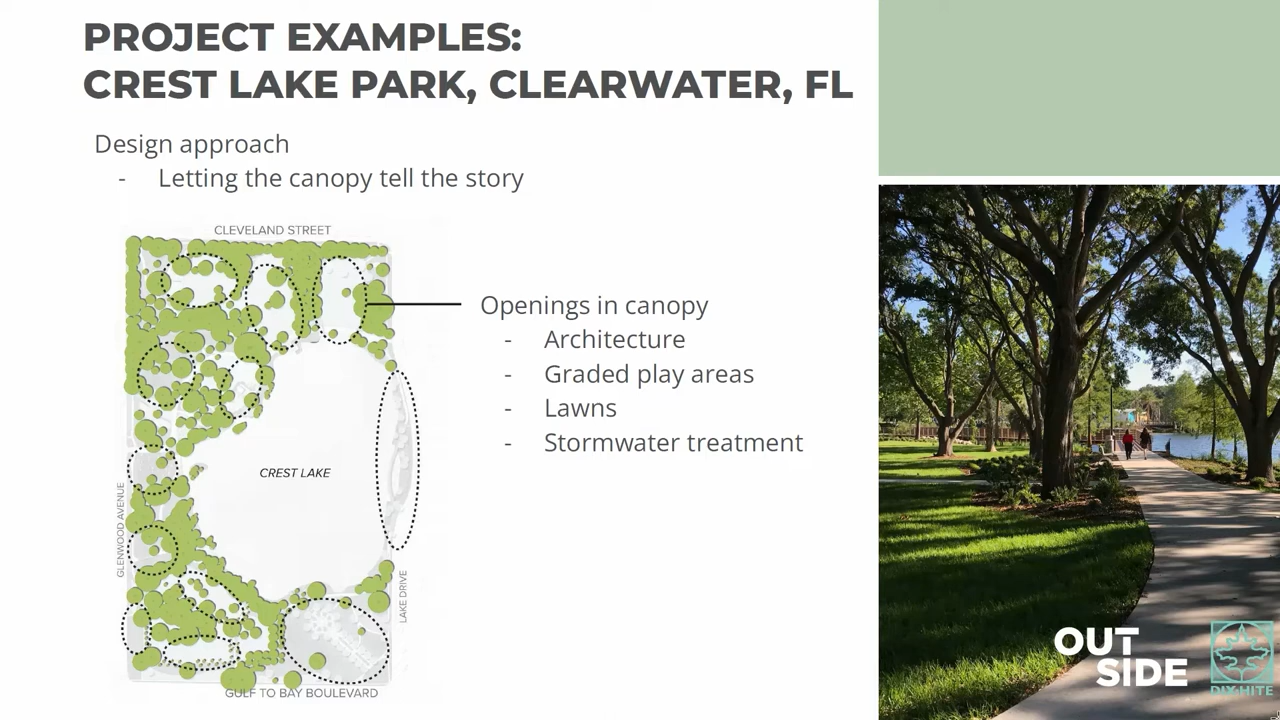 PROJECT EXAMPLES:
CREST LAKE PARK, CLEARWATER, FL
Design approach
- Letting the canopy tell the story
CLEVELAND STREET
Openings in canopy
- Architecture
- Graded play areas
- Lawns
- Stormwater treatment
CREST LAKE
GLENWOOD AVENUE
LAKE DRIVE
GULF TO BAY BOULEVARD
OUT
SIDE
DIX·HITE